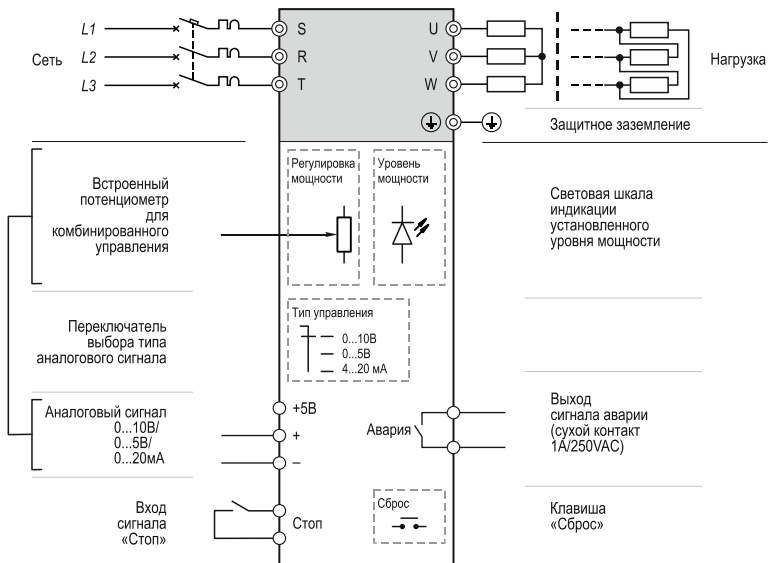 L1
S
U
Сеть
L2
R
V
Нагрузка
L3
T
W
Защитное заземление
Встроенный
потенциометр
для
комбинированного
управления
Регулировка
мощности
Уровень
мощности
Световая шкала
индикации
установленного
уровня мощности
Переключатель
выбора типа
аналогового сигнала
Тип управления
0...10В
0...5В
4...20 мА
Аналоговый сигнал
0...10В/
0...5В/
0...20мА
+5В
+
–
Авария
Выход
сигнала аварии
(сухой контакт
1А/250VAC)
Вход
сигнала
«Стоп»
Стоп
Сброс
Клавиша
«Сброс»